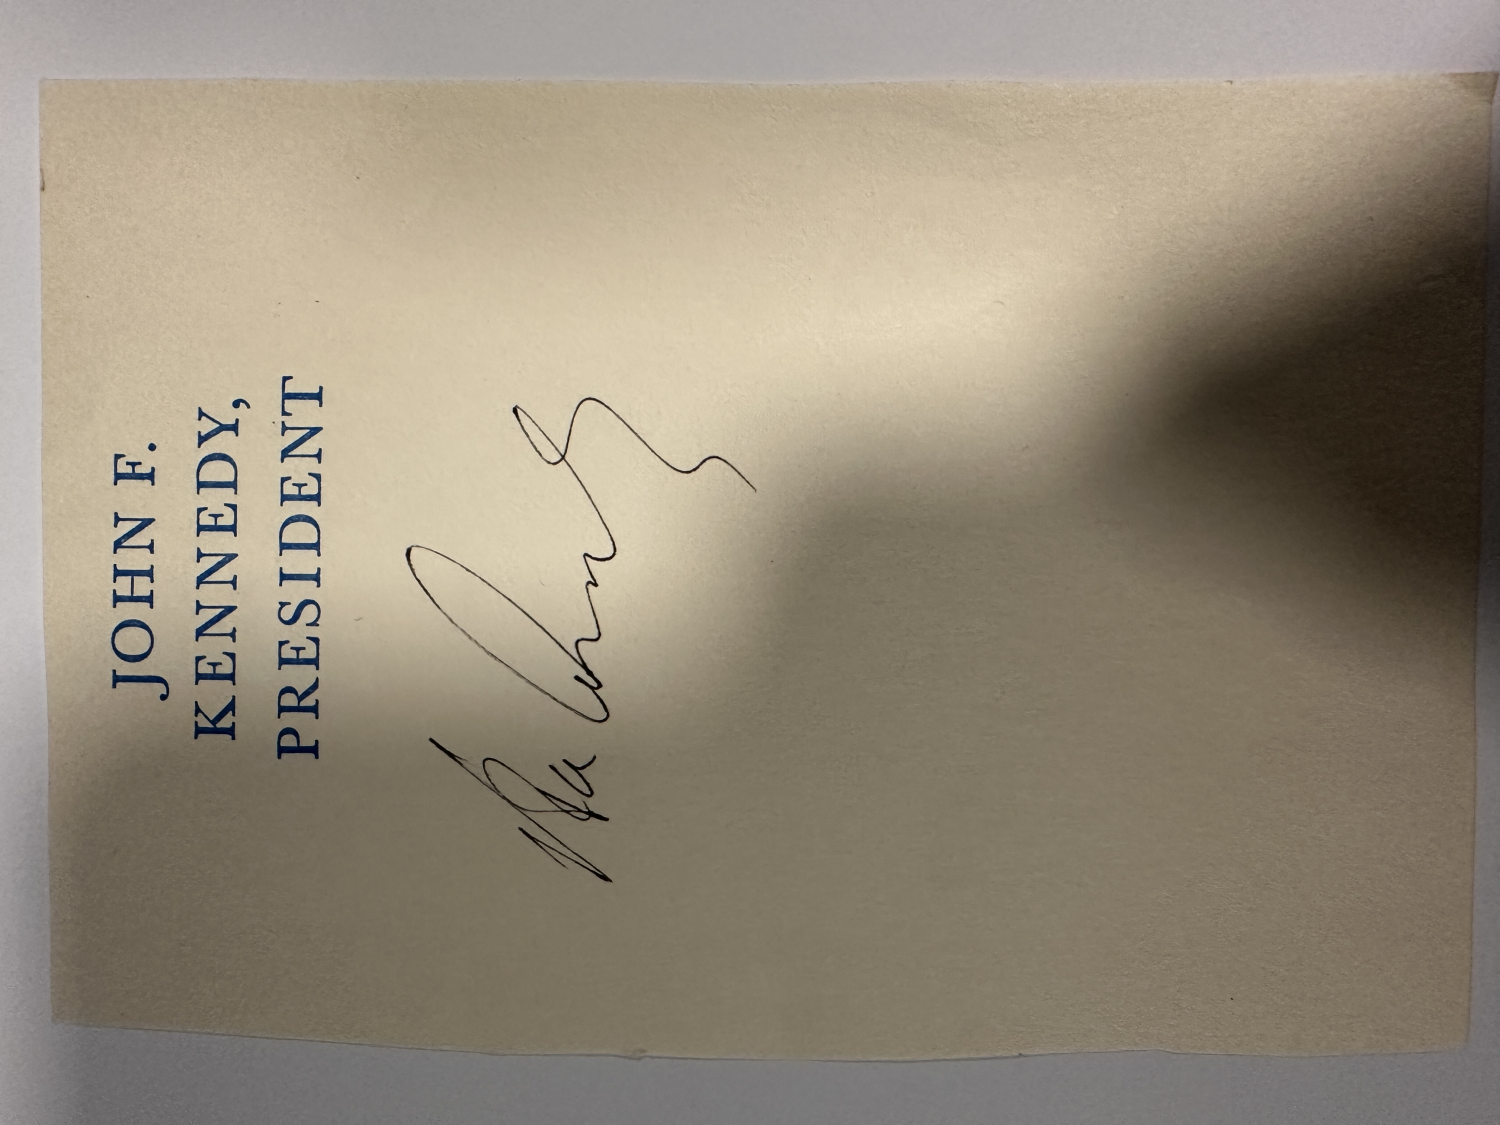 JOHN F.
KENNEDY,
PRESIDENT